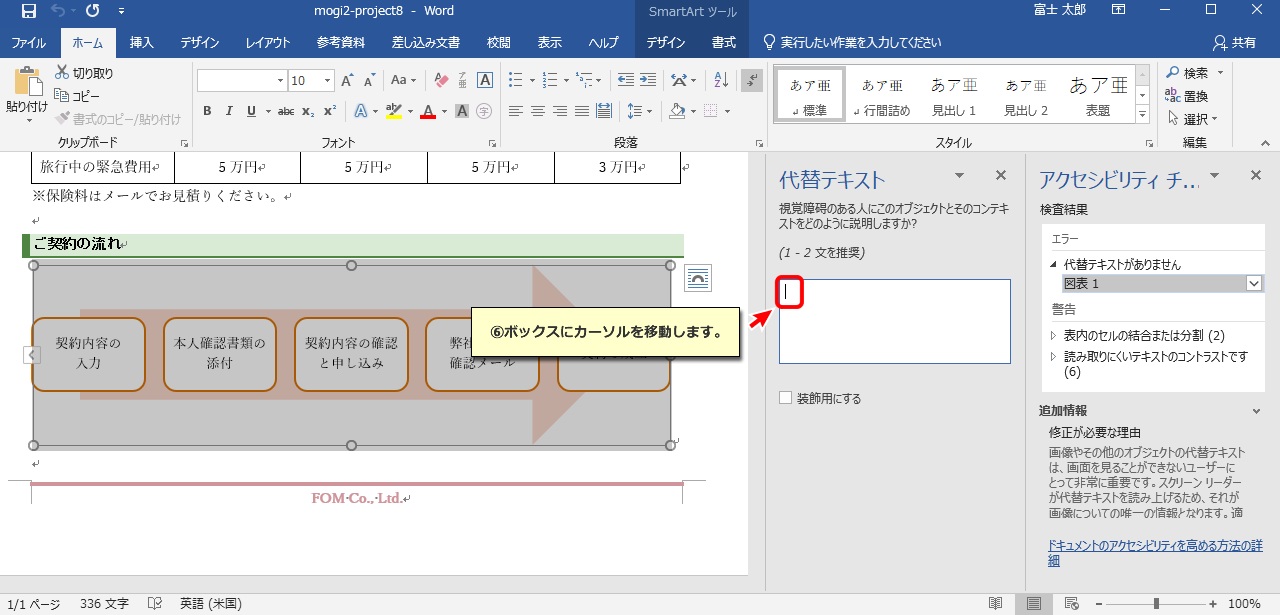 mogi2-project8 - Word
SmartArt ツール
富士 太郎
ファイル ホーム 挿入 デザイン レイアウト 参考資料 差し込み文書 校閲 表示 ヘルプ デザイン 書式 実行したい作業を入力してください 共有
貼り付け
切り取り
コピー
書式のコピー/貼り付け
クリップボード
10
Aa
B I U abc x₂ x²
フォント
段落
あア亜 あア亜 あア亜 あア亜 あア亜
↲ 標準 ↲ 行間詰め 見出し 1 見出し 2 表題
スタイル
検索
置換
選択
編集
旅行中の緊急費用 5 万円 5 万円 5 万円 3 万円
※保険料はメールでお見積りください。
ご契約の流れ
契約内容の
入力
本人確認書類の
添付
契約内容の確認
と申し込み
弊社
確認メール
⑥ボックスにカーソルを移動します。
FOM·Co.,·Ltd.
代替テキスト
視覚障碍のある人にこのオブジェクトとそのコンテキ
ストをどのように説明しますか?
(1 - 2 文を推奨)
装飾用にする
アクセシビリティ チ...
検査結果
エラー
代替テキストがありません
図表 1
警告
表内のセルの結合または分割 (2)
読み取りにくいテキストのコントラストです
(6)
追加情報
修正が必要な理由
画像やその他のオブジェクトの代替テキスト
は、画面を見ることができないユーザーに
とって非常に重要です。スクリーン リーダー
が代替テキストを読み上げるため、それが
画像についての唯一の情報となります。適
ドキュメントのアクセシビリティを高める方法の詳
細
1/1 ページ 336 文字 英語 (米国) 100%